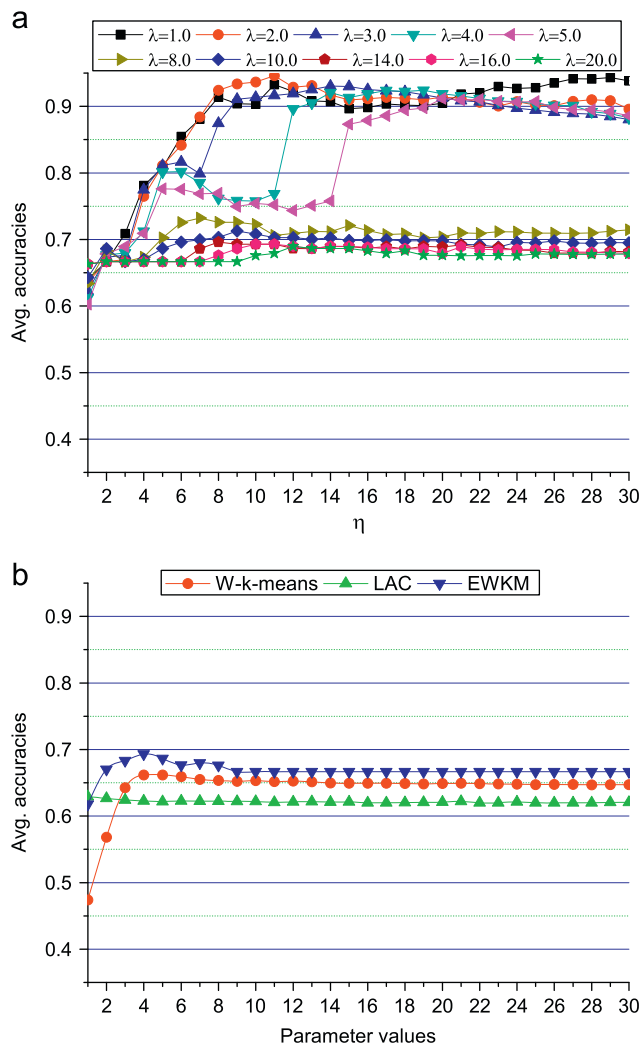 a
λ=1.0 λ=2.0 λ=3.0 λ=4.0 λ=5.0
λ=8.0 λ=10.0 λ=14.0 λ=16.0 λ=20.0
0.9
0.8
0.7
0.6
0.5
0.4
Avg. accuracies
2 4 6 8 10 12 14 16 18 20 22 24 26 28 30
η
b
W-k-means LAC EWKM
0.9
0.8
0.7
0.6
0.5
0.4
Avg. accuracies
2 4 6 8 10 12 14 16 18 20 22 24 26 28 30
Parameter values